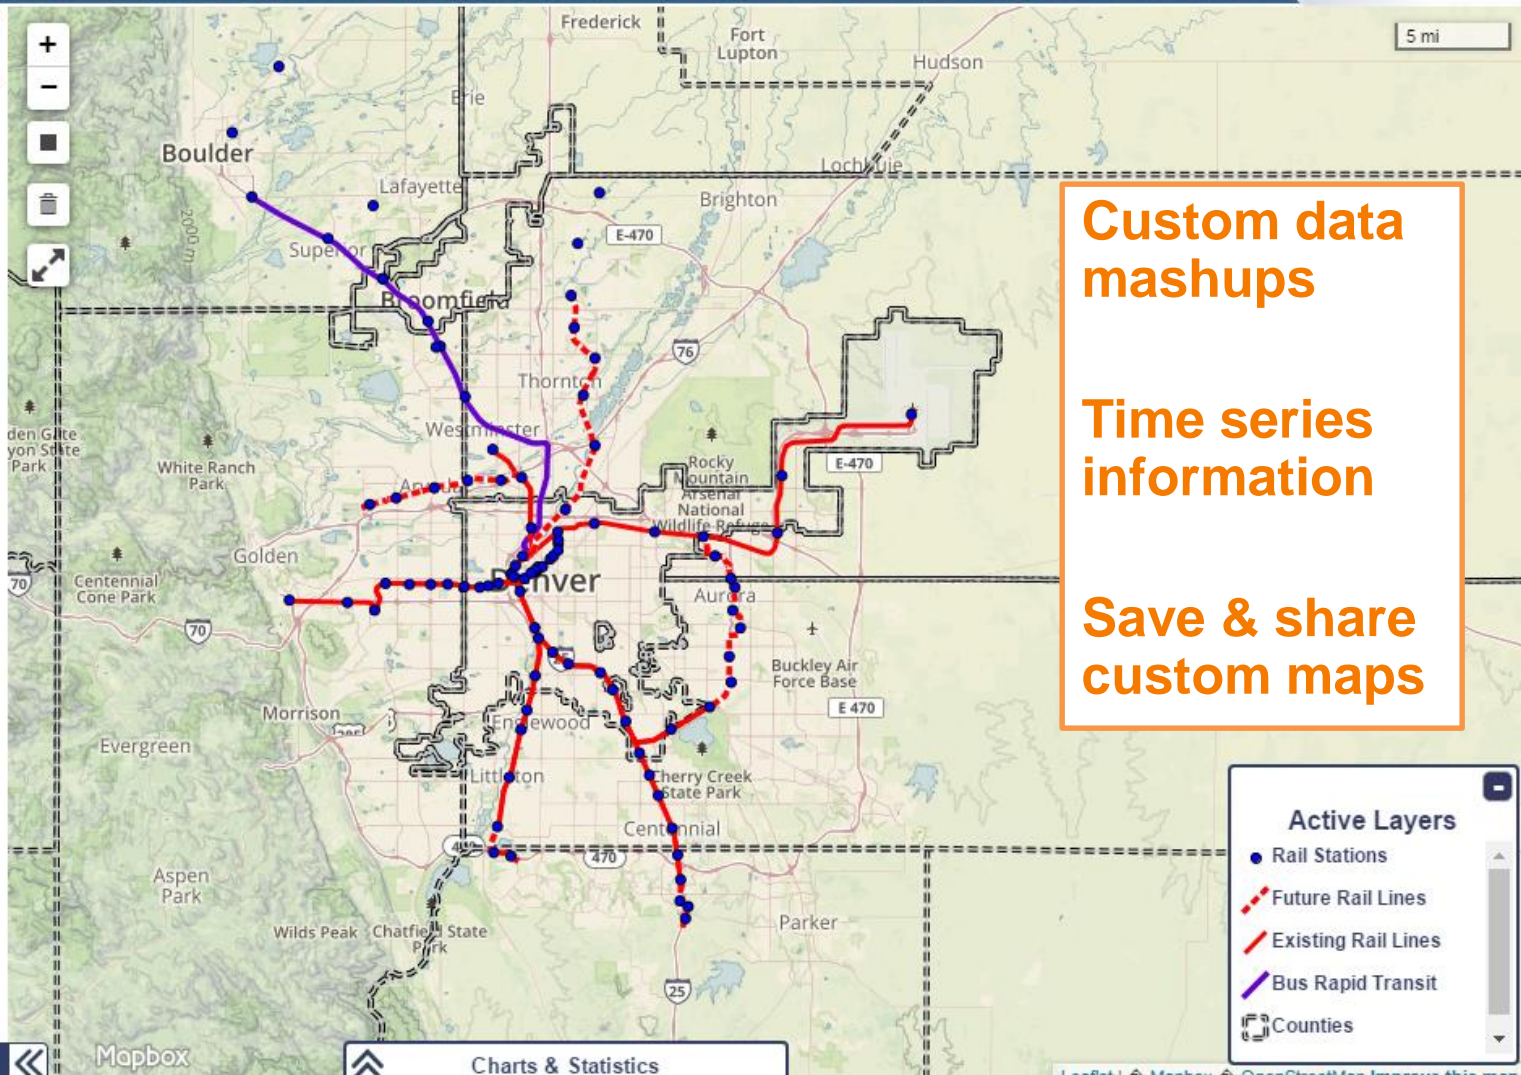 +
−
5 mi
Frederick
Fort
Lupton
Hudson
Erie
Boulder
Lochbuie
Lafayette
Brighton
E-470
Superior
Broomfield
2000 m
76
Thornton
Westminster
E-470
White Ranch
Park
Rocky
Mountain
Arsenal
National
Wildlife Refuge
Arvada
Golden
70
Centennial
Cone Park
Denver
Aurora
70
25
Buckley Air
Force Base
E 470
Morrison
Englewood
Evergreen
Littleton
Cherry Creek
State Park
Centennial
470
Aspen
Park
Wilds Peak
Chatfield State
Park
Parker
25
Custom data
mashups
Time series
information
Save & share
custom maps
Active Layers
Rail Stations
Future Rail Lines
Existing Rail Lines
Bus Rapid Transit
Counties
Mapbox
Charts & Statistics